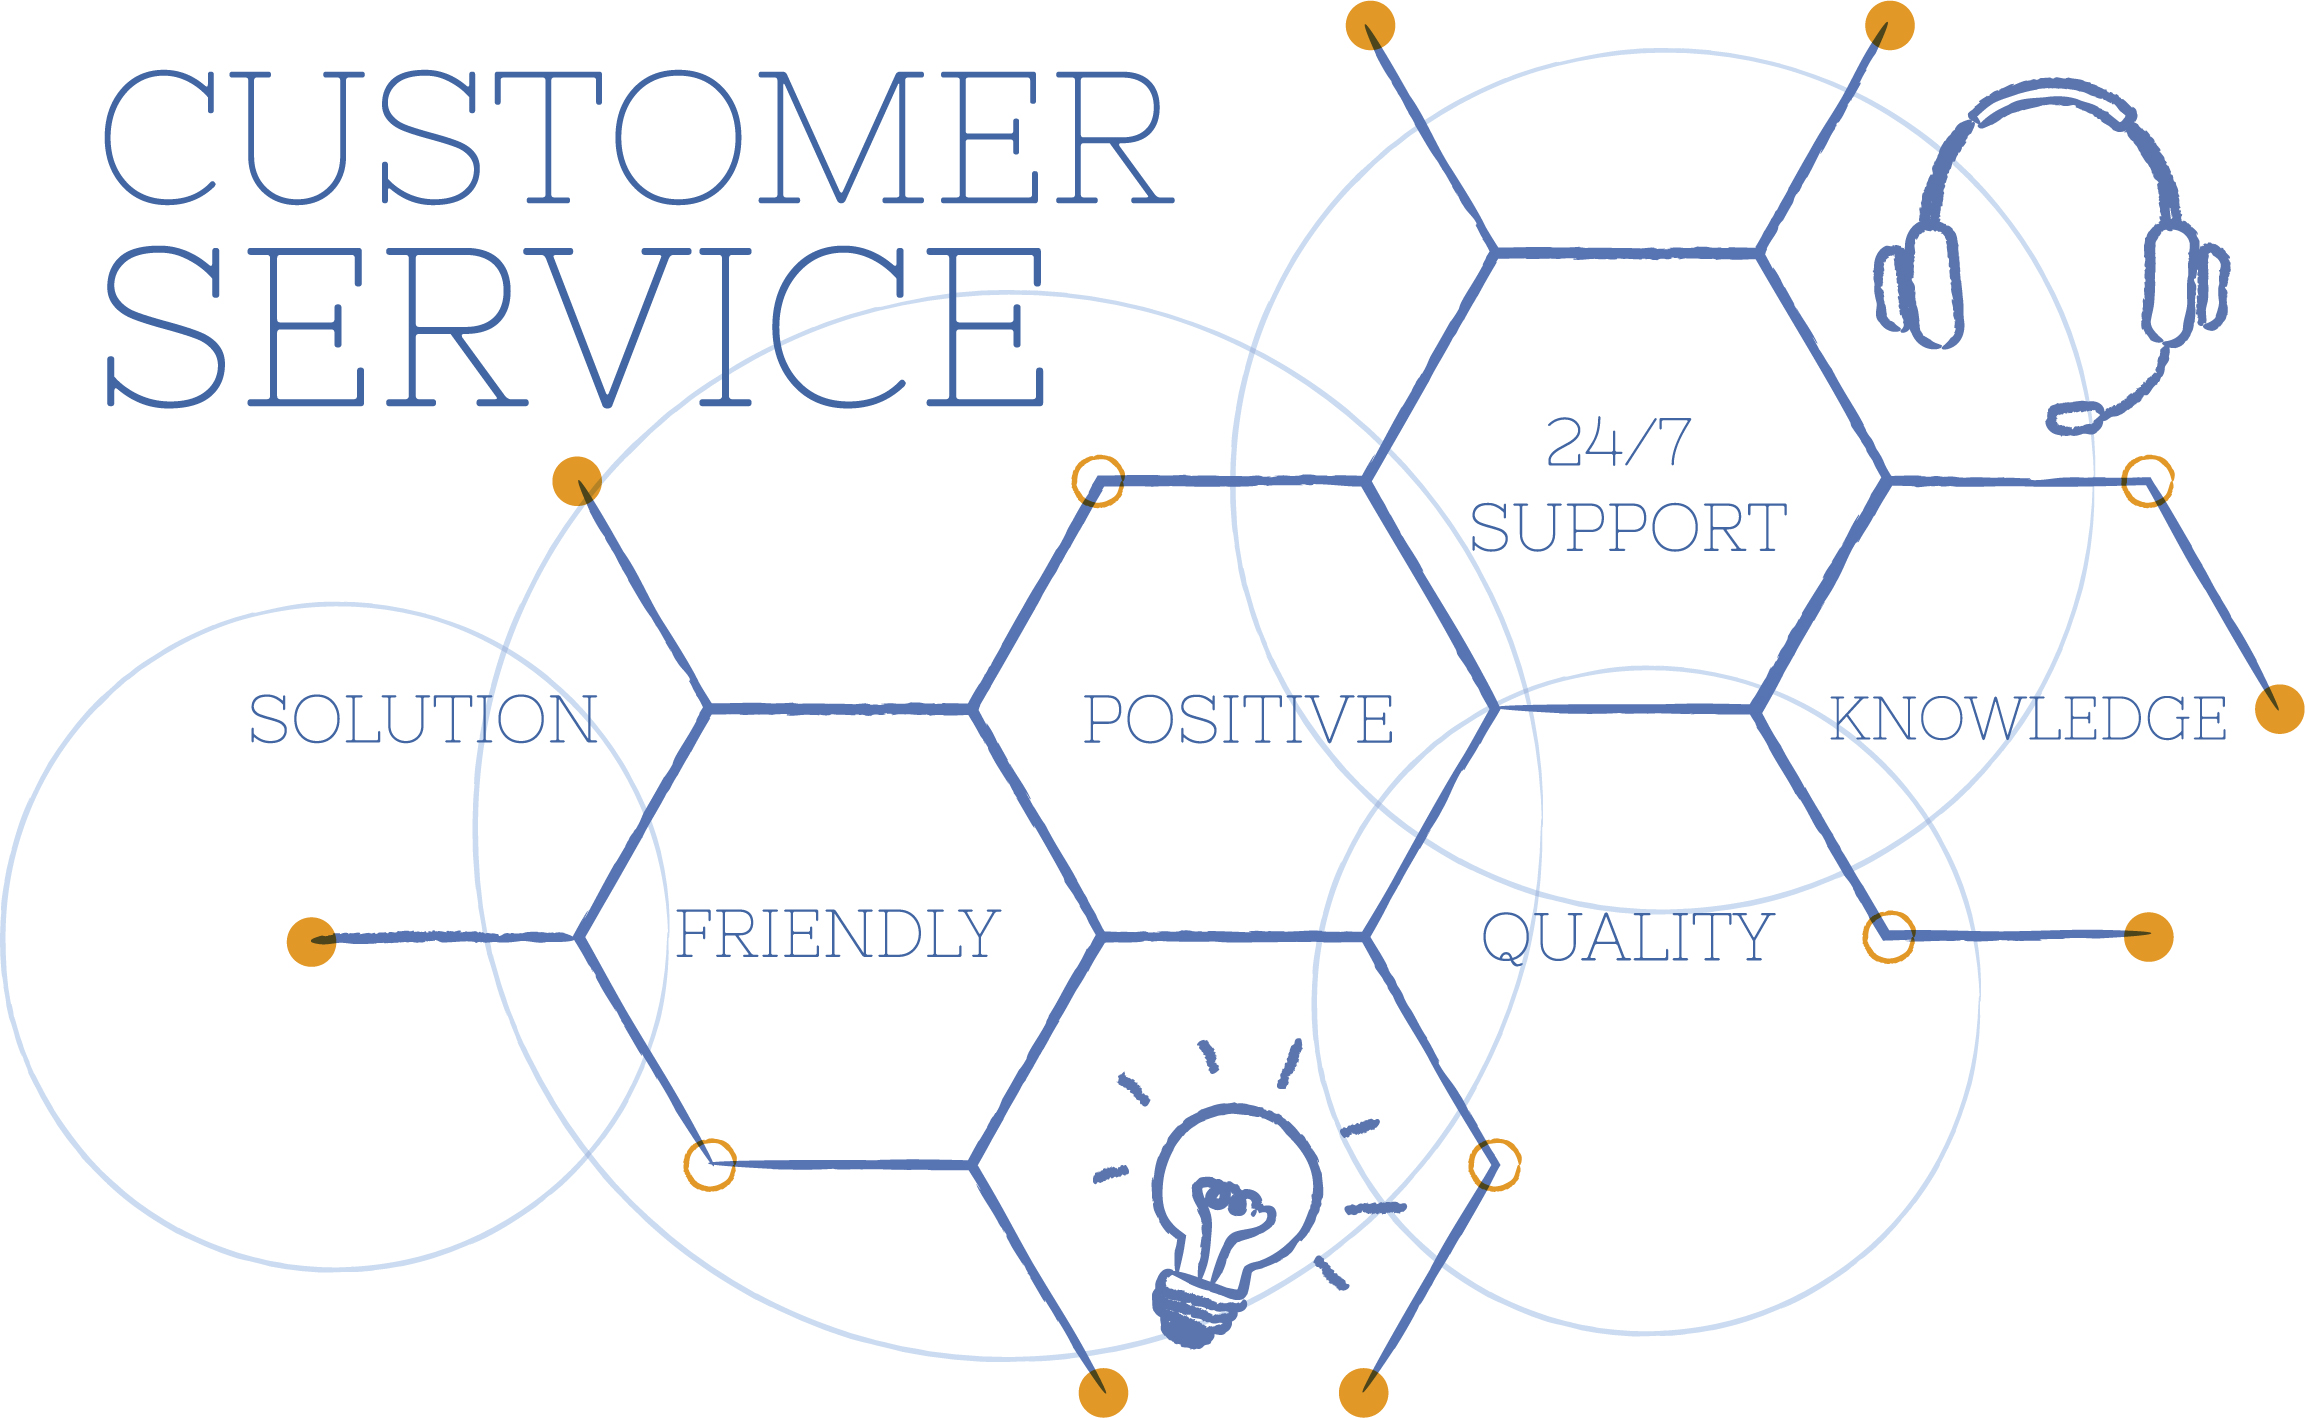 CUSTOMER
SERVICE
24/7
SUPPORT
SOLUTION
POSITIVE
KNOWLEDGE
FRIENDLY
QUALITY